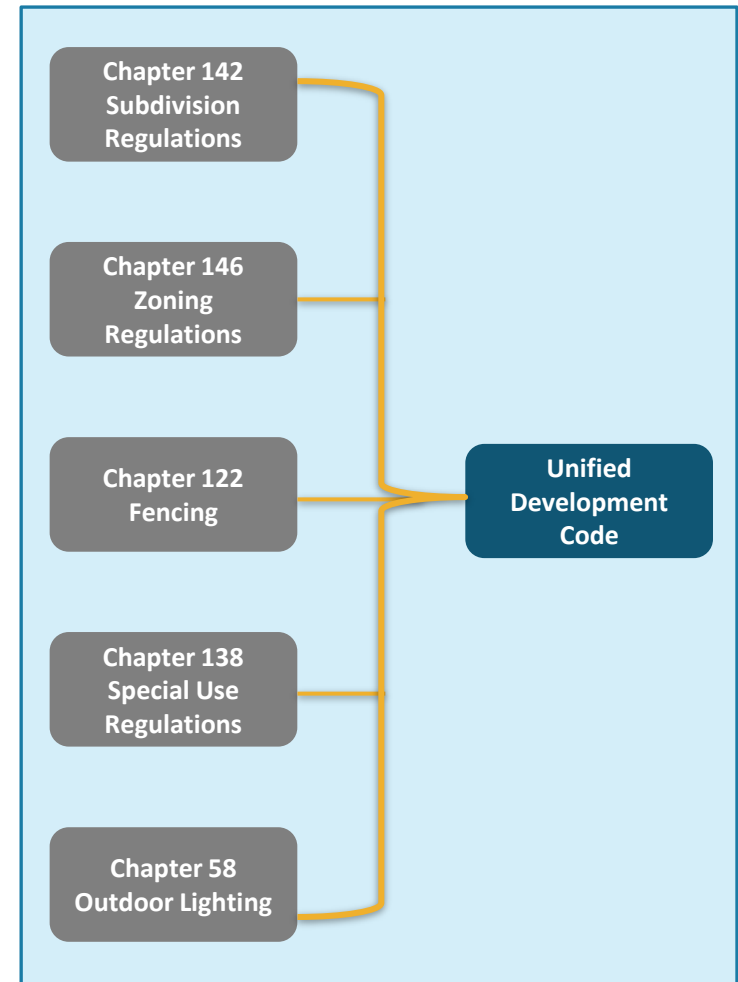 Chapter 142
Subdivision
Regulations
Chapter 146
Zoning
Regulations
Chapter 122
Fencing
Unified
Development
Code
Chapter 138
Special Use
Regulations
Chapter 58
Outdoor Lighting